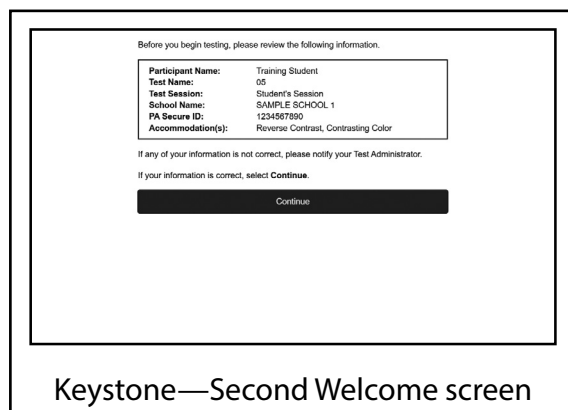 Before you begin testing, please review the following information.
Participant Name: Training Student
Test Name: 05
Test Session: Student's Session
School Name: SAMPLE SCHOOL 1
PA Secure ID: 1234567890
Accommodation(s): Reverse Contrast, Contrasting Color
If any of your information is not correct, please notify your Test Administrator.
If your information is correct, select Continue.
Continue
Keystone—Second Welcome screen